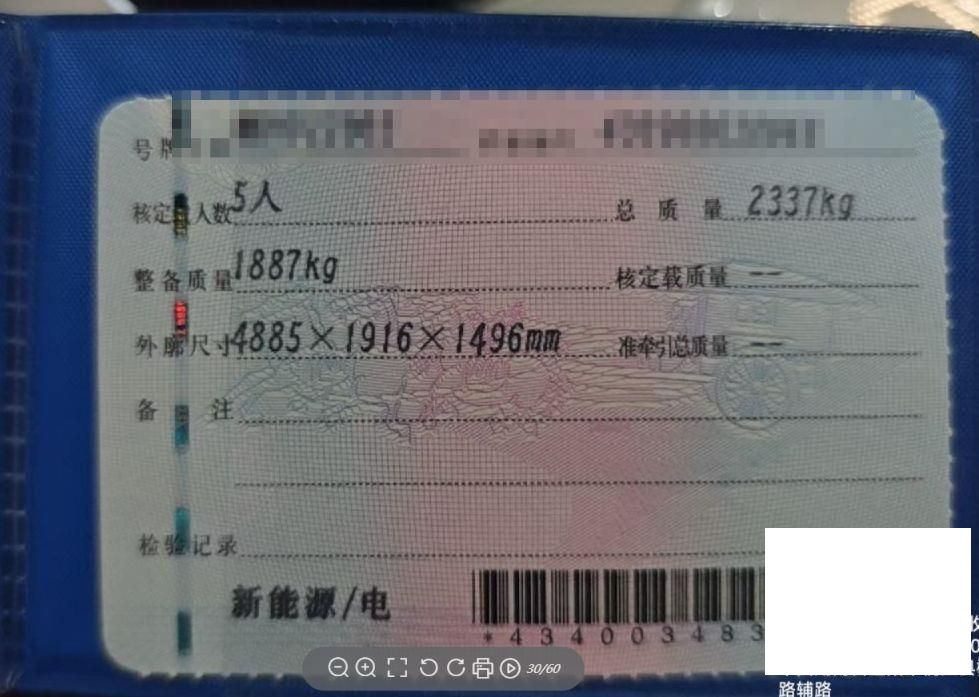 号牌
核定载人数 5人 总质量 2337kg
整备质量 1887kg 核定载质量 --
外廓尺寸 4885×1916×1496mm 准牵引总质量 --
备注
检验记录
新能源/电
*434003483
30/60
路辅路